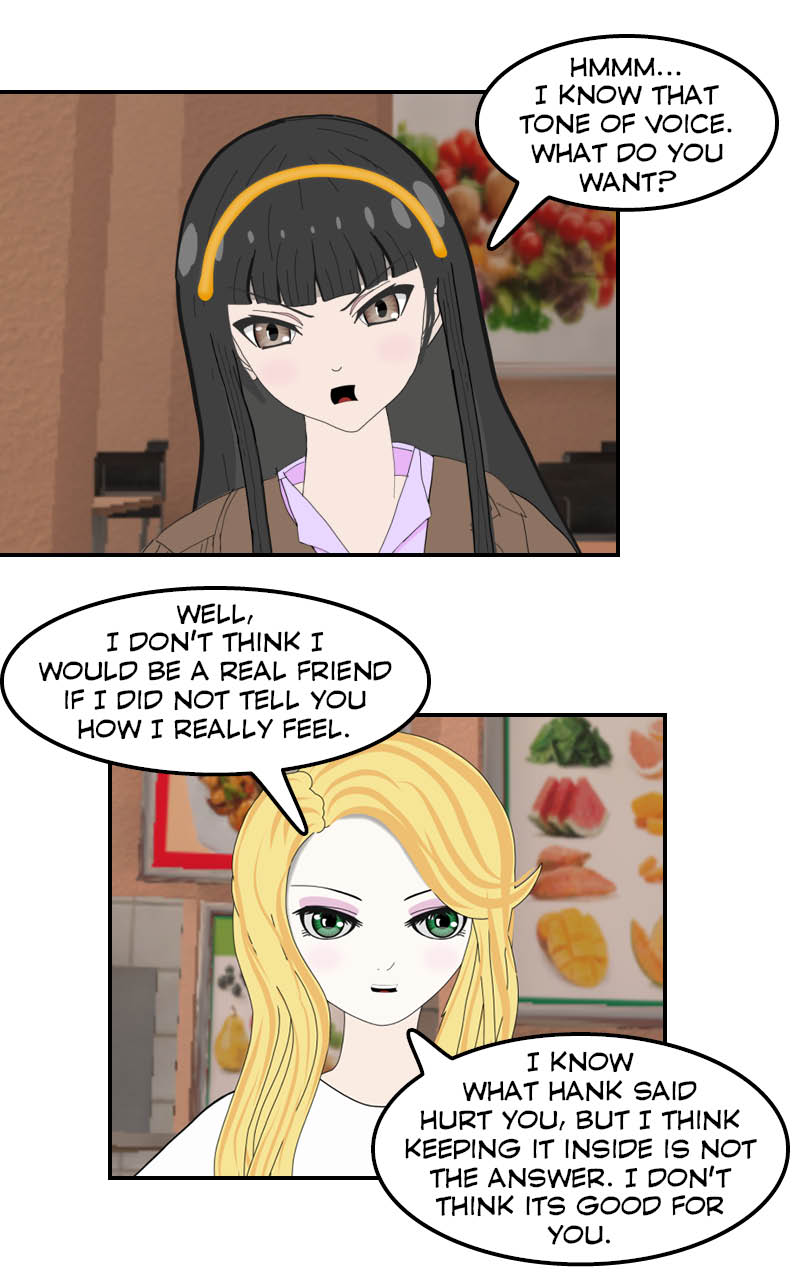 HMMM...
I KNOW THAT
TONE OF VOICE.
WHAT DO YOU
WANT?
WELL,
I DON'T THINK I
WOULD BE A REAL FRIEND
IF I DID NOT TELL YOU
HOW I REALLY FEEL.
I KNOW
WHAT HANK SAID
HURT YOU, BUT I THINK
KEEPING IT INSIDE IS NOT
THE ANSWER. I DON'T
THINK ITS GOOD FOR
YOU.